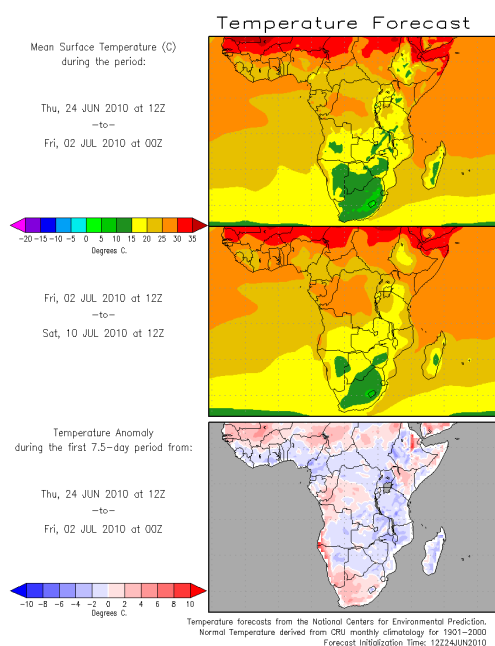 Temperature Forecast
Mean Surface Temperature (C)
during the period:
Thu, 24 JUN 2010 at 12Z
-to-
Fri, 02 JUL 2010 at 00Z
-20 -15 -10 -5 0 5 10 15 20 25 30 35
Degrees C.
Fri, 02 JUL 2010 at 12Z
-to-
Sat, 10 JUL 2010 at 12Z
Temperature Anomaly
during the first 7.5-day period from:
Thu, 24 JUN 2010 at 12Z
-to-
Fri, 02 JUL 2010 at 00Z
-10 -8 -6 -4 -2 0 2 4 6 8 10
Degrees C.
Temperature forecasts from the National Centers for Environmental Prediction.
Normal Temperature derived from CRU monthly climatology for 1901-2000
Forecast Initialization Time: 12Z24JUN2010